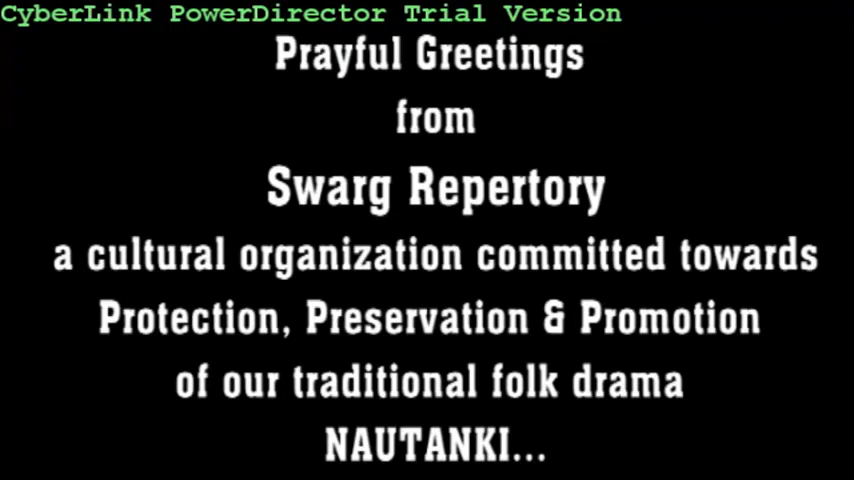 CyberLink PowerDirector Trial Version
Prayful Greetings
from
Swarg Repertory
a cultural organization committed towards
Protection, Preservation & Promotion
of our traditional folk drama
NAUTANKI...